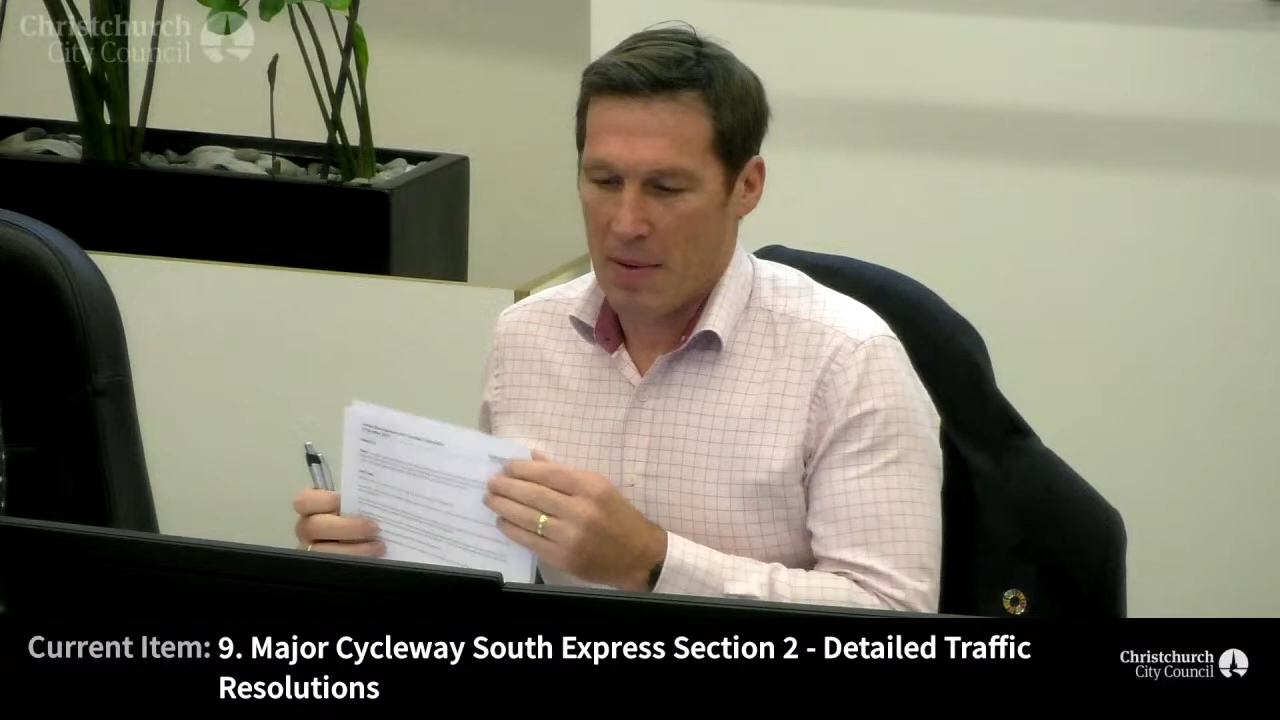 Christchurch
City Council
Current Item: 9. Major Cycleway South Express Section 2 - Detailed Traffic
Resolutions
Christchurch
City Council